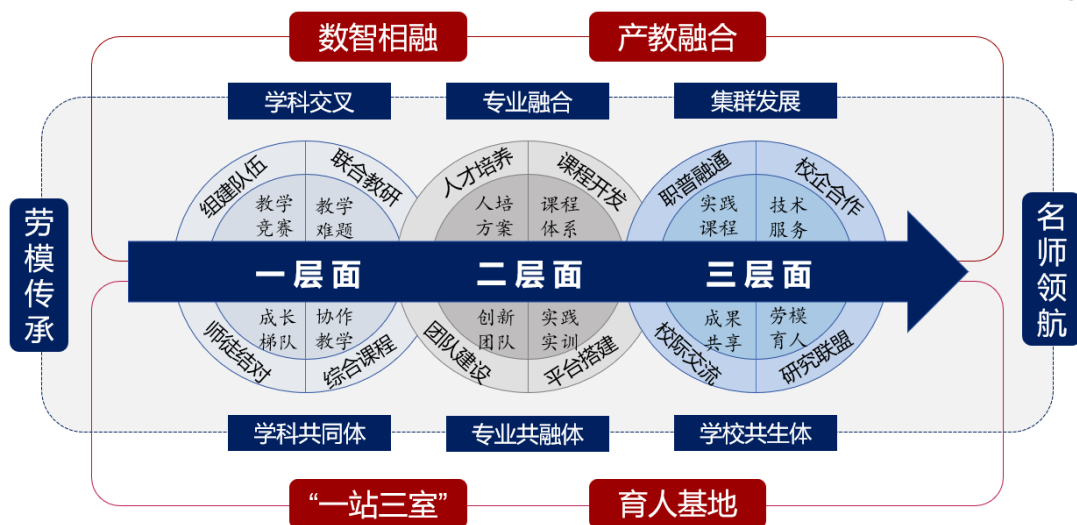 数智相融
产教融合
学科交叉
专业融合
集群发展
组建队伍
联合教研
人才培养
课程开发
职普融通
校企合作
教学
竞赛
教学
难题
人培
方案
课程
体系
实践
课程
技术
服务
劳模传承
一层面
二层面
三层面
名师领航
成长
梯队
协作
教学
创新
团队
实践
实训
成果
共享
劳模
育人
师徒结对
综合课程
团队建设
平台搭建
校际交流
研究联盟
学科共同体
专业共融体
学校共生体
“一站三室”
育人基地